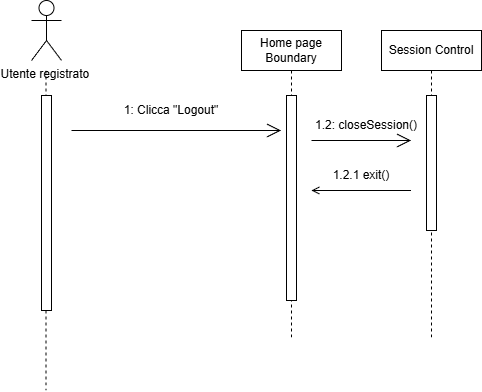 Home page
Boundary
Session Control
Utente registrato
1: Clicca "Logout"
1.2: closeSession()
1.2.1 exit()